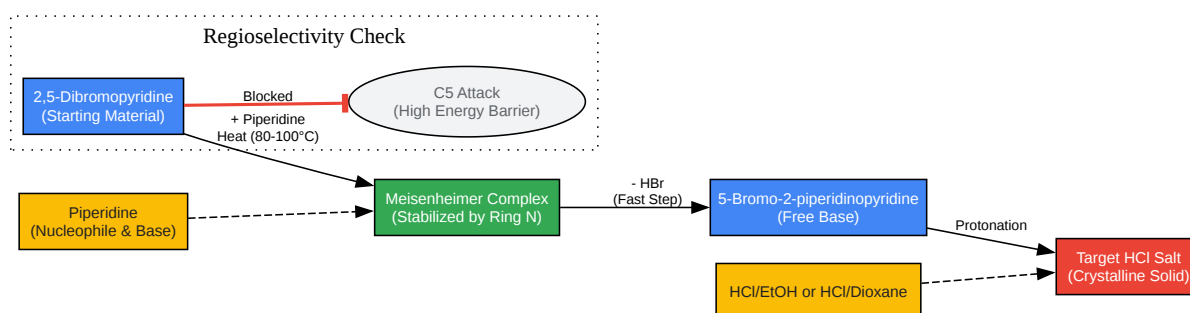 Regioselectivity Check
2,5-Dibromopyridine
(Starting Material)
Blocked
C5 Attack
(High Energy Barrier)
+ Piperidine
Heat (80-100°C)
Piperidine
(Nucleophile & Base)
Meisenheimer Complex
(Stabilized by Ring N)
- HBr
(Fast Step)
5-Bromo-2-piperidinopyridine
(Free Base)
Protonation
HCl/EtOH or HCl/Dioxane
Target HCl Salt
(Crystalline Solid)